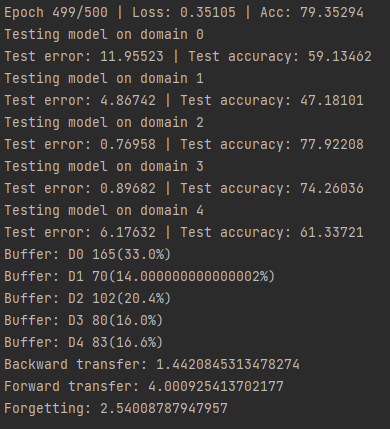 Epoch 499/500 | Loss: 0.35105 | Acc: 79.35294
Testing model on domain 0
Test error: 11.95523 | Test accuracy: 59.13462
Testing model on domain 1
Test error: 4.86742 | Test accuracy: 47.18101
Testing model on domain 2
Test error: 0.76958 | Test accuracy: 77.92208
Testing model on domain 3
Test error: 0.89682 | Test accuracy: 74.26036
Testing model on domain 4
Test error: 6.17632 | Test accuracy: 61.33721
Buffer: D0 165(33.0%)
Buffer: D1 70(14.000000000000002%)
Buffer: D2 102(20.4%)
Buffer: D3 80(16.0%)
Buffer: D4 83(16.6%)
Backward transfer: 1.4420845313478274
Forward transfer: 4.000925413702177
Forgetting: 2.54008787947957